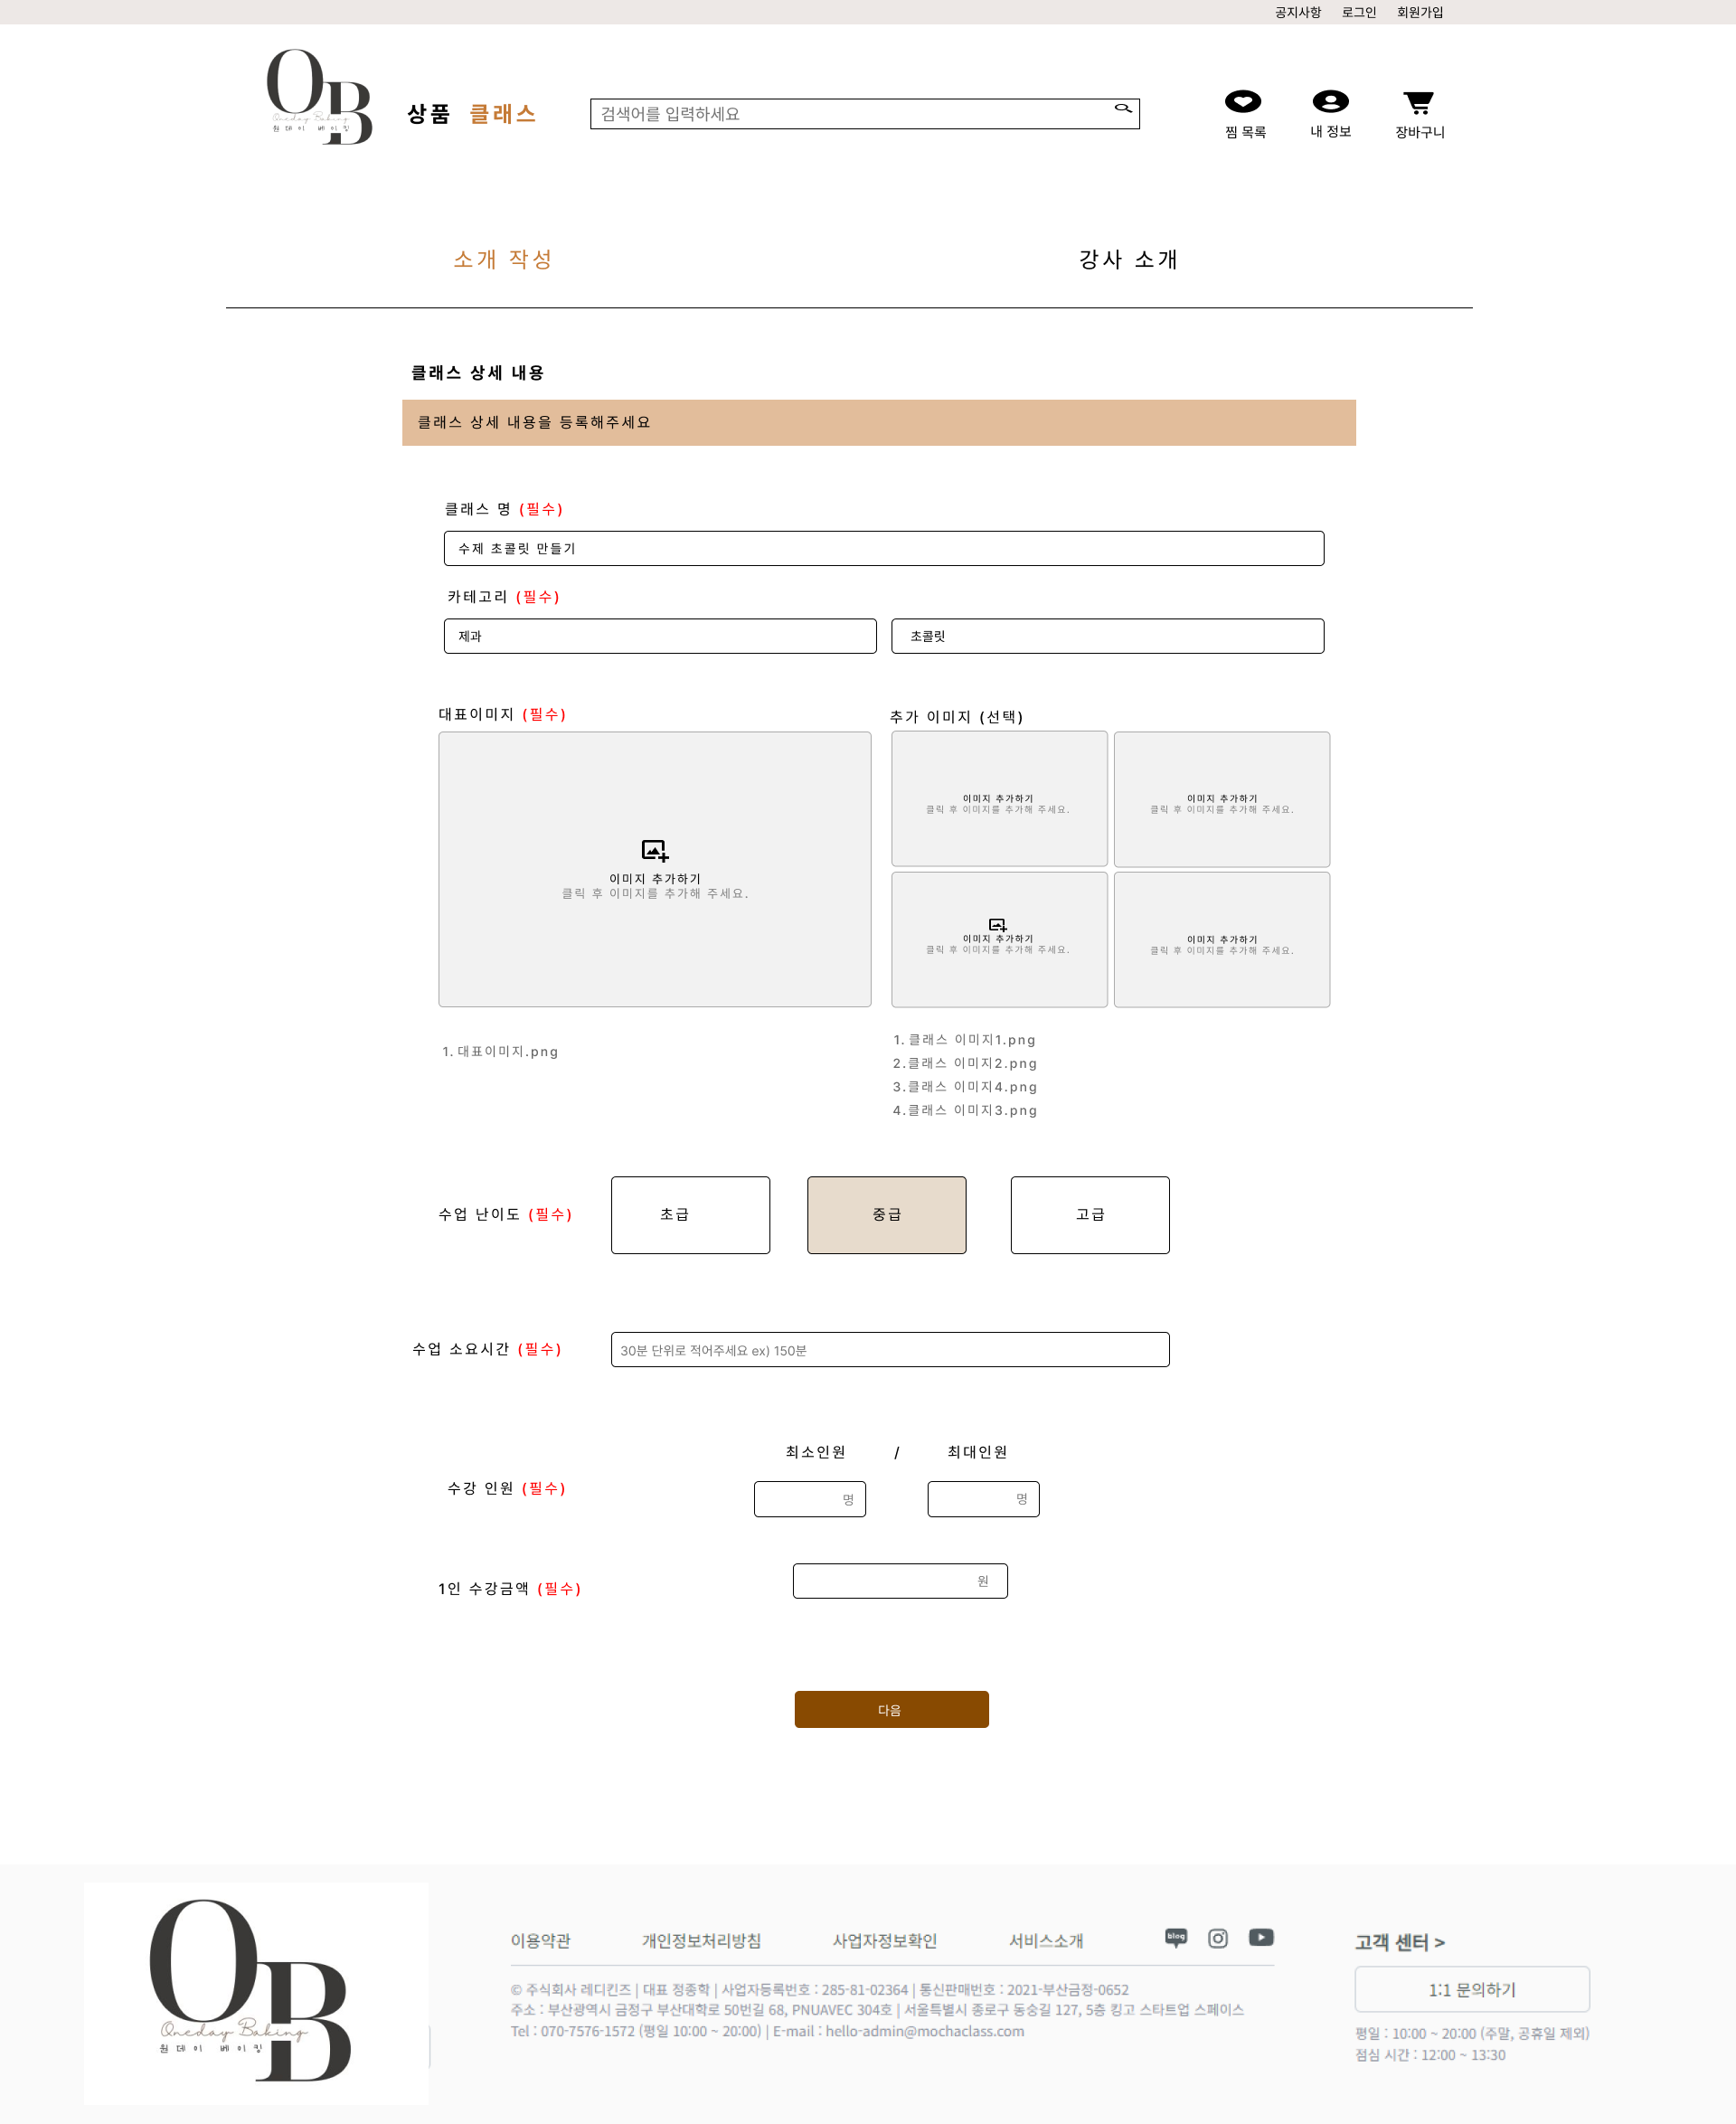 공지사항 로그인 회원가입
OB
Oneday Baking
원데이 베이킹
상품 클래스
검색어를 입력하세요
찜 목록 내 정보 장바구니
소개 작성 강사 소개
클래스 상세 내용
클래스 상세 내용을 등록해주세요
클래스 명 (필수)
수제 초콜릿 만들기
카테고리 (필수)
제과 초콜릿
대표이미지 (필수) 추가 이미지 (선택)
이미지 추가하기
클릭 후 이미지를 추가해 주세요.
이미지 추가하기
클릭 후 이미지를 추가해 주세요.
이미지 추가하기
클릭 후 이미지를 추가해 주세요.
이미지 추가하기
클릭 후 이미지를 추가해 주세요.
이미지 추가하기
클릭 후 이미지를 추가해 주세요.
1. 대표이미지.png
1. 클래스 이미지1.png
2.클래스 이미지2.png
3.클래스 이미지4.png
4.클래스 이미지3.png
수업 난이도 (필수) 초급 중급 고급
수업 소요시간 (필수) 30분 단위로 적어주세요 ex) 150분
최소인원 / 최대인원
수강 인원 (필수) 명 명
1인 수강금액 (필수) 원
다음
OB
Oneday Baking
원데이 베이킹
이용약관 개인정보처리방침 사업자정보확인 서비스소개 blog
© 주식회사 레디킨즈 | 대표 정종학 | 사업자등록번호 : 285-81-02364 | 통신판매번호 : 2021-부산금정-0652
주소 : 부산광역시 금정구 부산대학로 50번길 68, PNUAVEC 304호 | 서울특별시 종로구 동숭길 127, 5층 킹고 스타트업 스페이스
Tel : 070-7576-1572 (평일 10:00 ~ 20:00) | E-mail : hello-admin@mochaclass.com
고객 센터 >
1:1 문의하기
평일 : 10:00 ~ 20:00 (주말, 공휴일 제외)
점심 시간 : 12:00 ~ 13:30